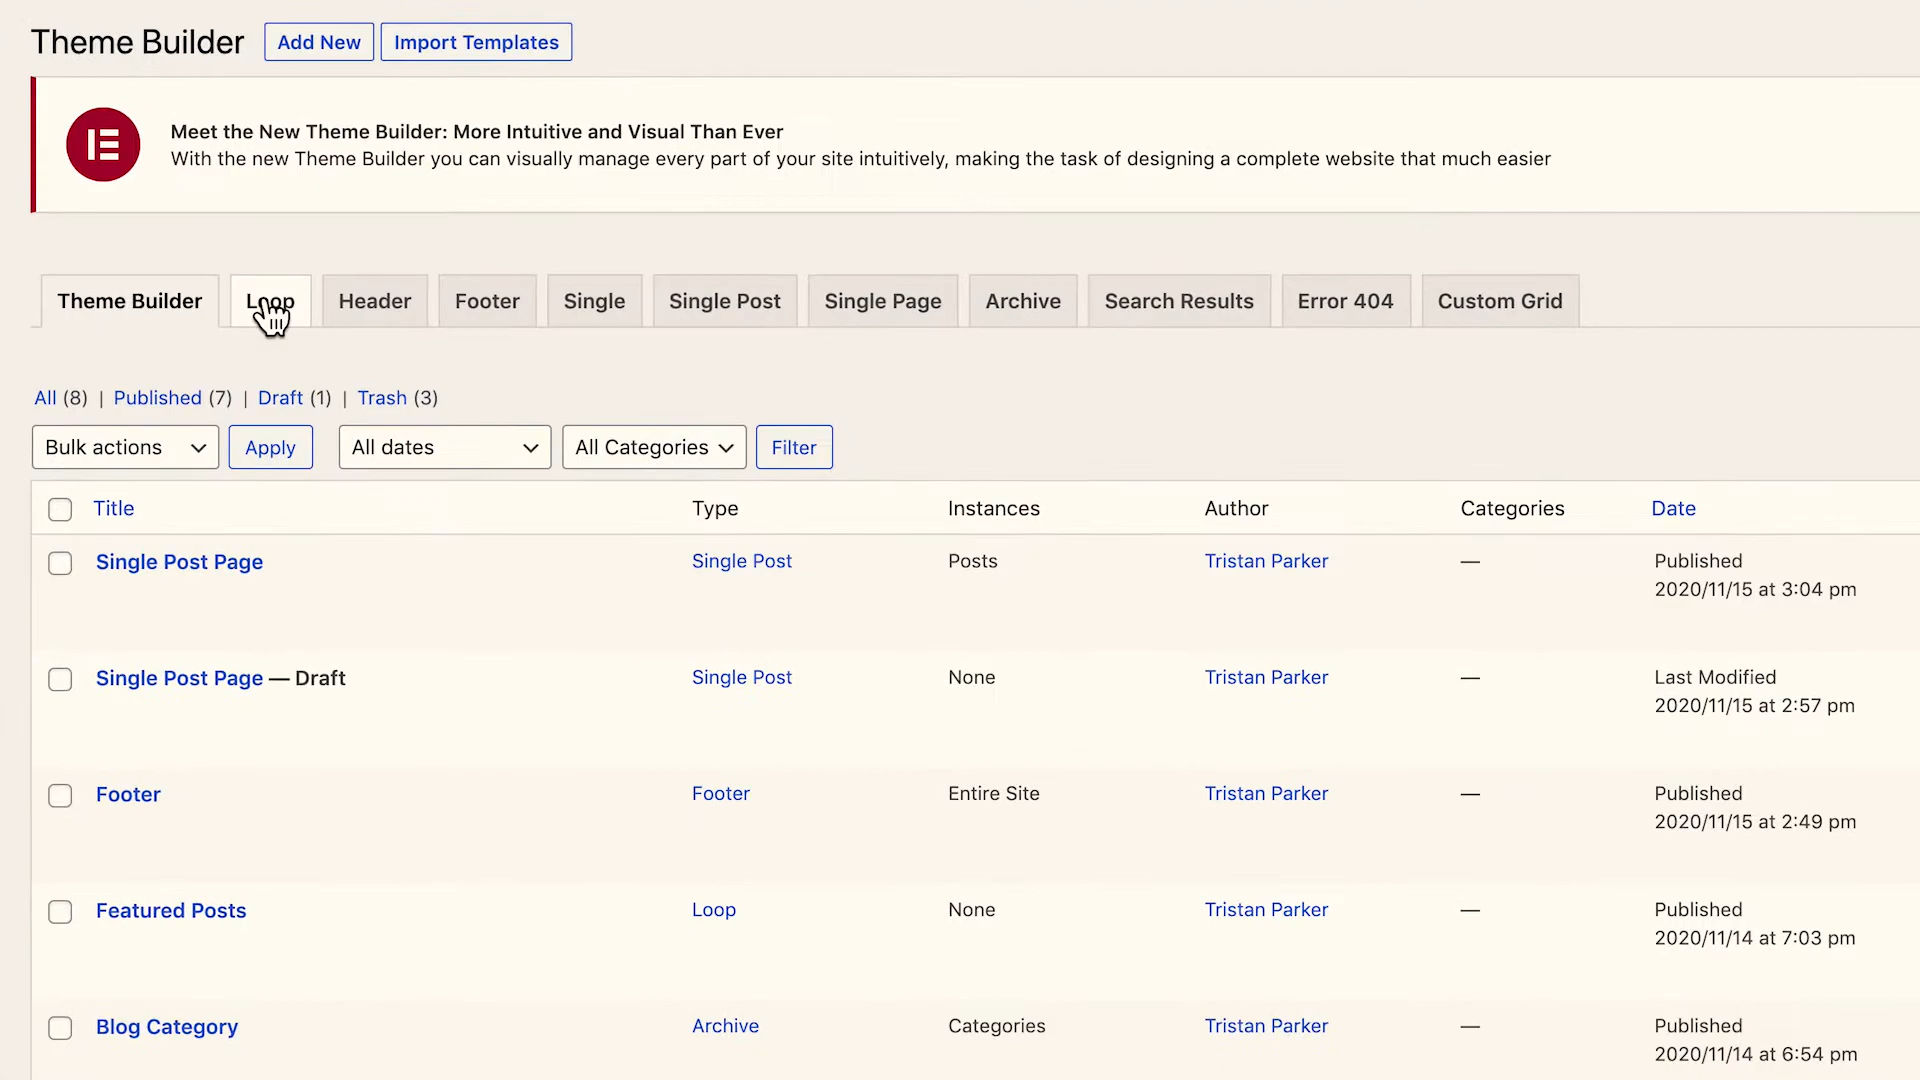 Theme Builder Add New Import Templates
Meet the New Theme Builder: More Intuitive and Visual Than Ever
With the new Theme Builder you can visually manage every part of your site intuitively, making the task of designing a complete website that much easier
Theme Builder Loop Header Footer Single Single Post Single Page Archive Search Results Error 404 Custom Grid
All (8) | Published (7) | Draft (1) | Trash (3)
Bulk actions Apply All dates All Categories Filter
Title Type Instances Author Categories Date
Single Post Page Single Post Posts Tristan Parker — Published
2020/11/15 at 3:04 pm
Single Post Page — Draft Single Post None Tristan Parker — Last Modified
2020/11/15 at 2:57 pm
Footer Footer Entire Site Tristan Parker — Published
2020/11/15 at 2:49 pm
Featured Posts Loop None Tristan Parker — Published
2020/11/14 at 7:03 pm
Blog Category Archive Categories Tristan Parker — Published
2020/11/14 at 6:54 pm